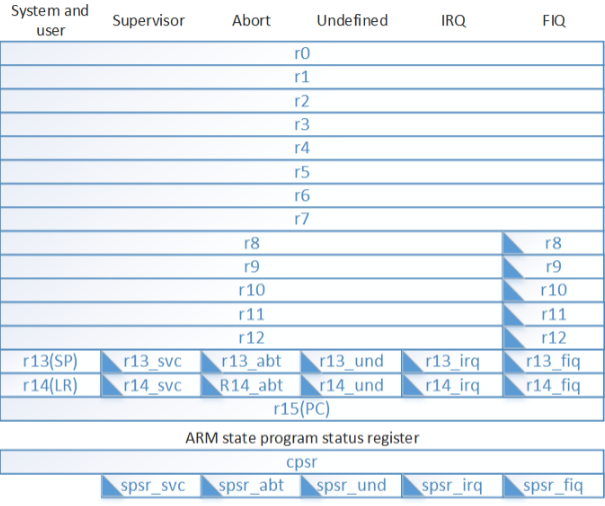 System and user Supervisor Abort Undefined IRQ FIQ
r0
r1
r2
r3
r4
r5
r6
r7
r8 r8
r9 r9
r10 r10
r11 r11
r12 r12
r13(SP) r13_svc r13_abt r13_und r13_irq r13_fiq
r14(LR) r14_svc R14_abt r14_und r14_irq r14_fiq
r15(PC)
ARM state program status register
cpsr
spsr_svc spsr_abt spsr_und spsr_irq spsr_fiq